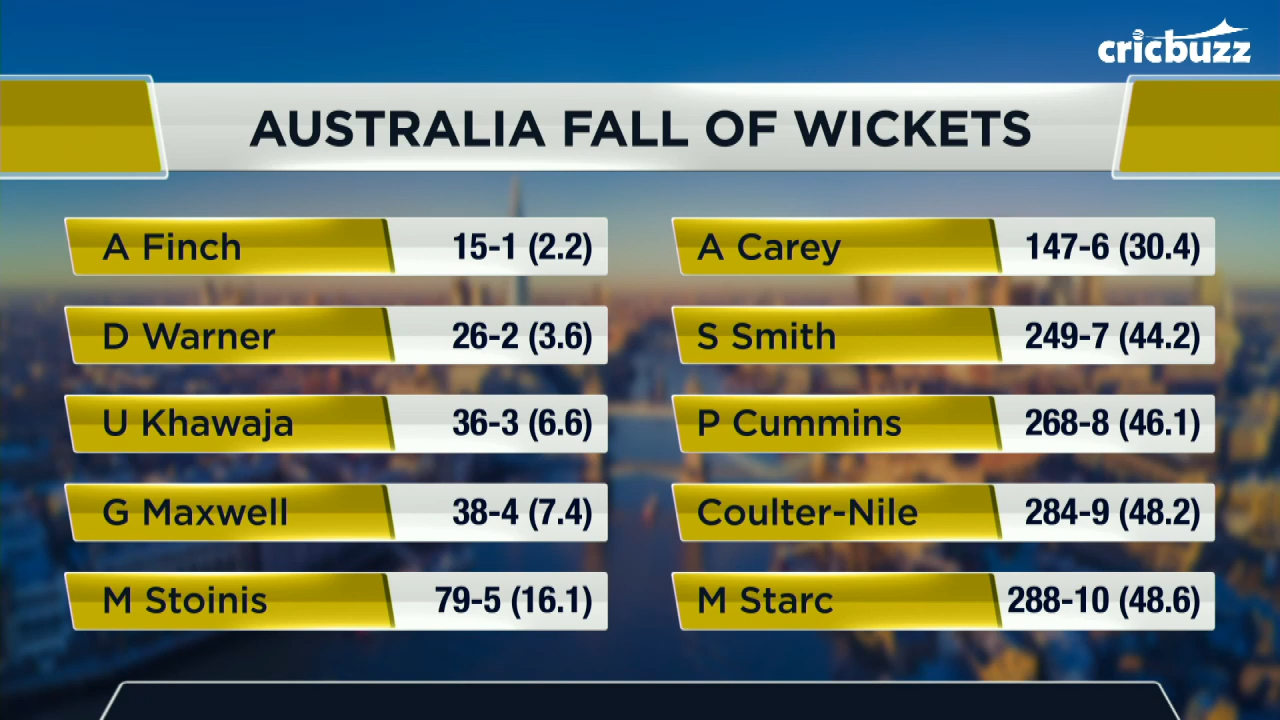 cricbuzz
AUSTRALIA FALL OF WICKETS
A Finch 15-1 (2.2)
D Warner 26-2 (3.6)
U Khawaja 36-3 (6.6)
G Maxwell 38-4 (7.4)
M Stoinis 79-5 (16.1)
A Carey 147-6 (30.4)
S Smith 249-7 (44.2)
P Cummins 268-8 (46.1)
Coulter-Nile 284-9 (48.2)
M Starc 288-10 (48.6)